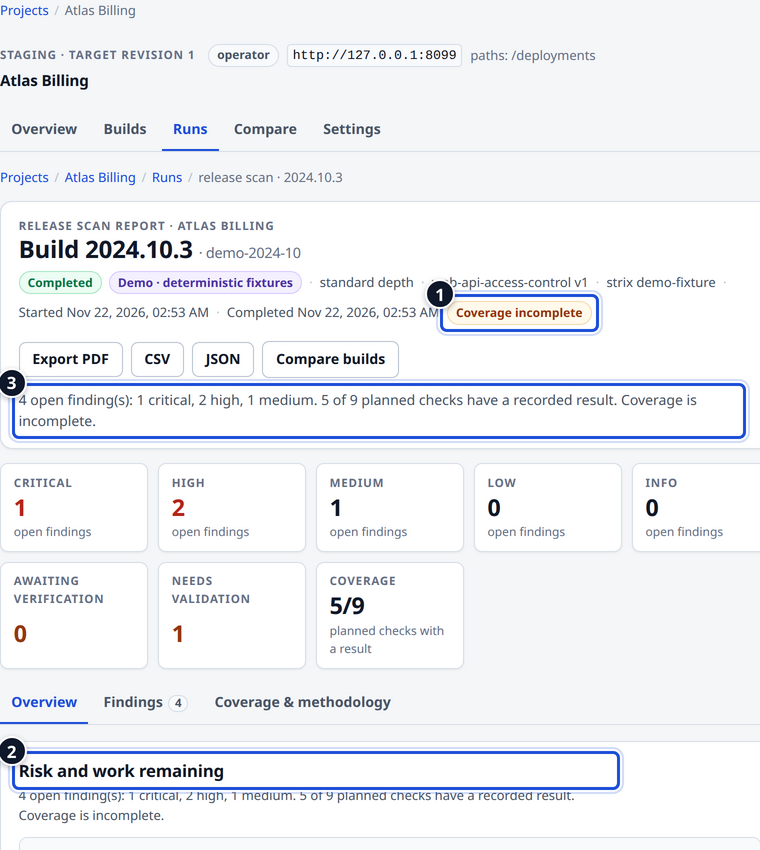 Projects / Atlas Billing
STAGING · TARGET REVISION 1 operator http://127.0.0.1:8099 paths: /deployments
Atlas Billing
Overview Builds Runs Compare Settings
Projects / Atlas Billing / Runs / release scan · 2024.10.3
RELEASE SCAN REPORT · ATLAS BILLING
Build 2024.10.3 · demo-2024-10
Completed Demo · deterministic fixtures · standard depth · b-api-access-control v1 · strix demo-fixture ·
1
Started Nov 22, 2026, 02:53 AM · Completed Nov 22, 2026, 02:53 AM Coverage incomplete
Export PDF CSV JSON Compare builds
3
4 open finding(s): 1 critical, 2 high, 1 medium. 5 of 9 planned checks have a recorded result. Coverage is
incomplete.
CRITICAL HIGH MEDIUM LOW INFO
1 2 1 0 0
open findings open findings open findings open findings open findings
AWAITING VERIFICATION NEEDS VALIDATION COVERAGE
0 1 5/9
planned checks with
a result
Overview Findings 4 Coverage & methodology
2
Risk and work remaining
4 open finding(s): 1 critical, 2 high, 1 medium. 5 of 9 planned checks have a recorded result.
Coverage is incomplete.